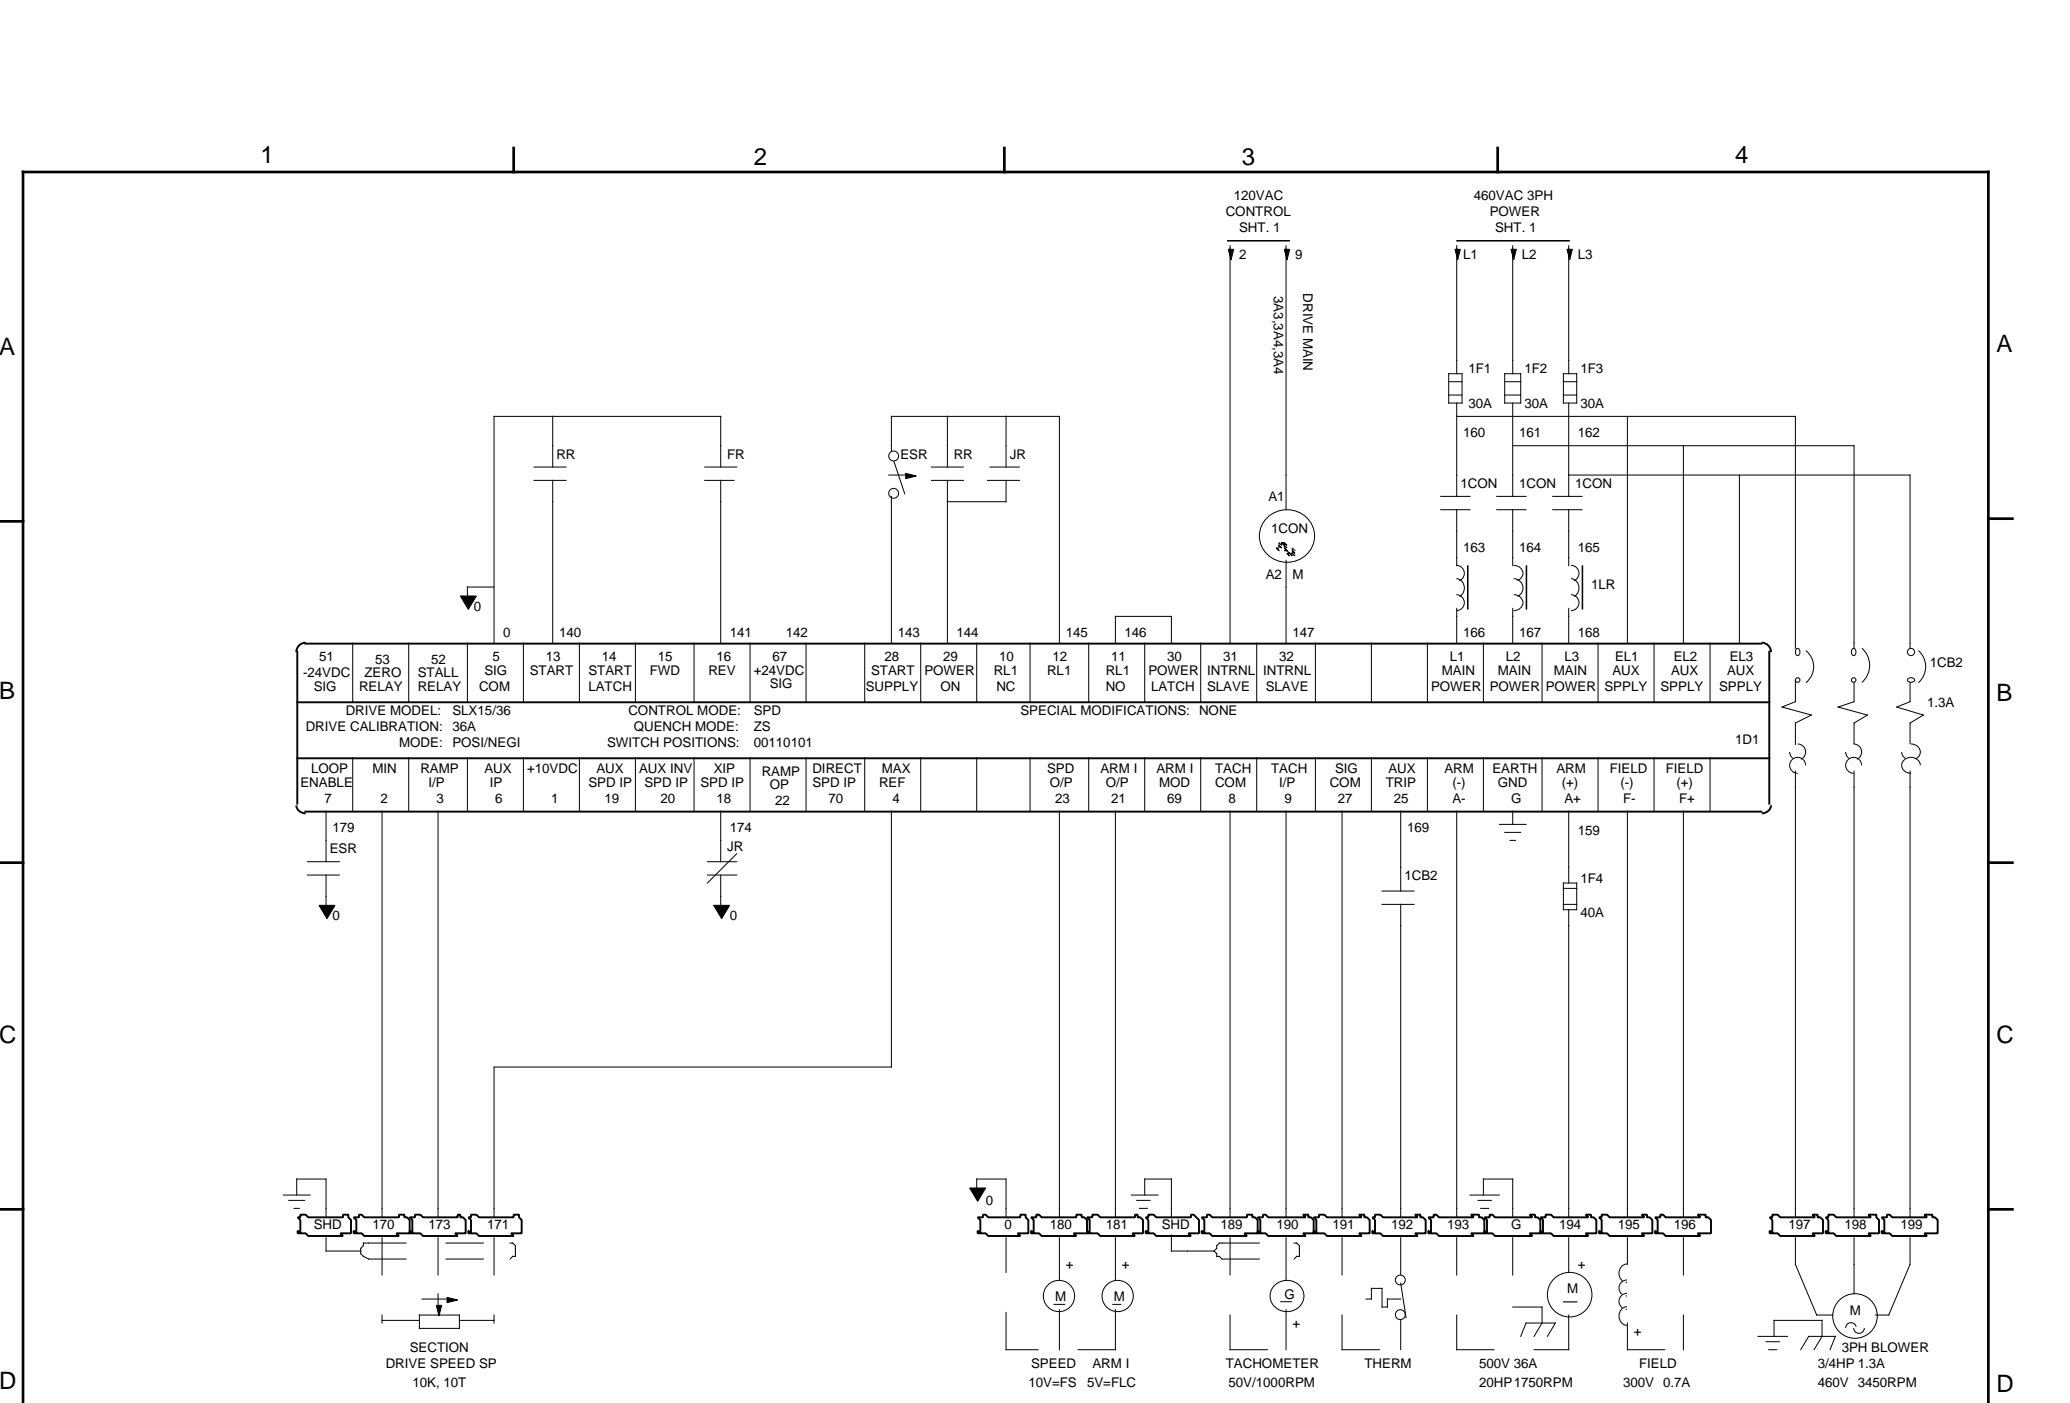 1
2
3
4
120VAC
CONTROL
SHT. 1
460VAC 3PH
POWER
SHT. 1
2
9
L1
L2
L3
DRIVE MAIN
3A3,3A4,3A4
A
A
1F1
1F2
1F3
30A
30A
30A
160
161
162
RR
FR
ESR
RR
JR
1CON
1CON
1CON
A1
1CON
A2
M
163
164
165
1LR
0
0
140
141
142
143
144
145
146
147
166
167
168
51
-24VDC
SIG
53
ZERO
RELAY
52
STALL
RELAY
5
SIG
COM
13
START
14
START
LATCH
15
FWD
16
REV
67
+24VDC
SIG
28
START
SUPPLY
29
POWER
ON
10
RL1
NC
12
RL1
11
RL1
NO
30
POWER
LATCH
31
INTRNL
SLAVE
32
INTRNL
SLAVE
L1
MAIN
POWER
L2
MAIN
POWER
L3
MAIN
POWER
EL1
AUX
SPPLY
EL2
AUX
SPPLY
EL3
AUX
SPPLY
1CB2
1.3A
B
B
DRIVE MODEL: SLX15/36
CONTROL MODE: SPD
SPECIAL MODIFICATIONS: NONE
DRIVE CALIBRATION: 36A
QUENCH MODE: ZS
MODE: POSI/NEGI
SWITCH POSITIONS: 00110101
1D1
LOOP
ENABLE
7
MIN
2
RAMP
I/P
3
AUX
IP
6
+10VDC
1
AUX
SPD IP
19
AUX INV
SPD IP
20
XIP
SPD IP
18
RAMP
OP
22
DIRECT
SPD IP
70
MAX
REF
4
SPD
O/P
23
ARM I
O/P
21
ARM I
MOD
69
TACH
COM
8
TACH
I/P
9
SIG
COM
27
AUX
TRIP
25
ARM
(-)
A-
EARTH
GND
G
ARM
(+)
A+
FIELD
(-)
F-
FIELD
(+)
F+
179
ESR
0
174
JR
0
169
1CB2
159
1F4
40A
C
C
0
SHD
170
173
171
0
180
181
SHD
189
190
191
192
193
G
194
195
196
197
198
199
+
M
+
M
G
+
+
M
+
M
SECTION
DRIVE SPEED SP
10K, 10T
SPEED
10V=FS
ARM I
5V=FLC
TACHOMETER
50V/1000RPM
THERM
500V 36A
20HP 1750RPM
FIELD
300V 0.7A
3PH BLOWER
3/4HP 1.3A
460V 3450RPM
D
D